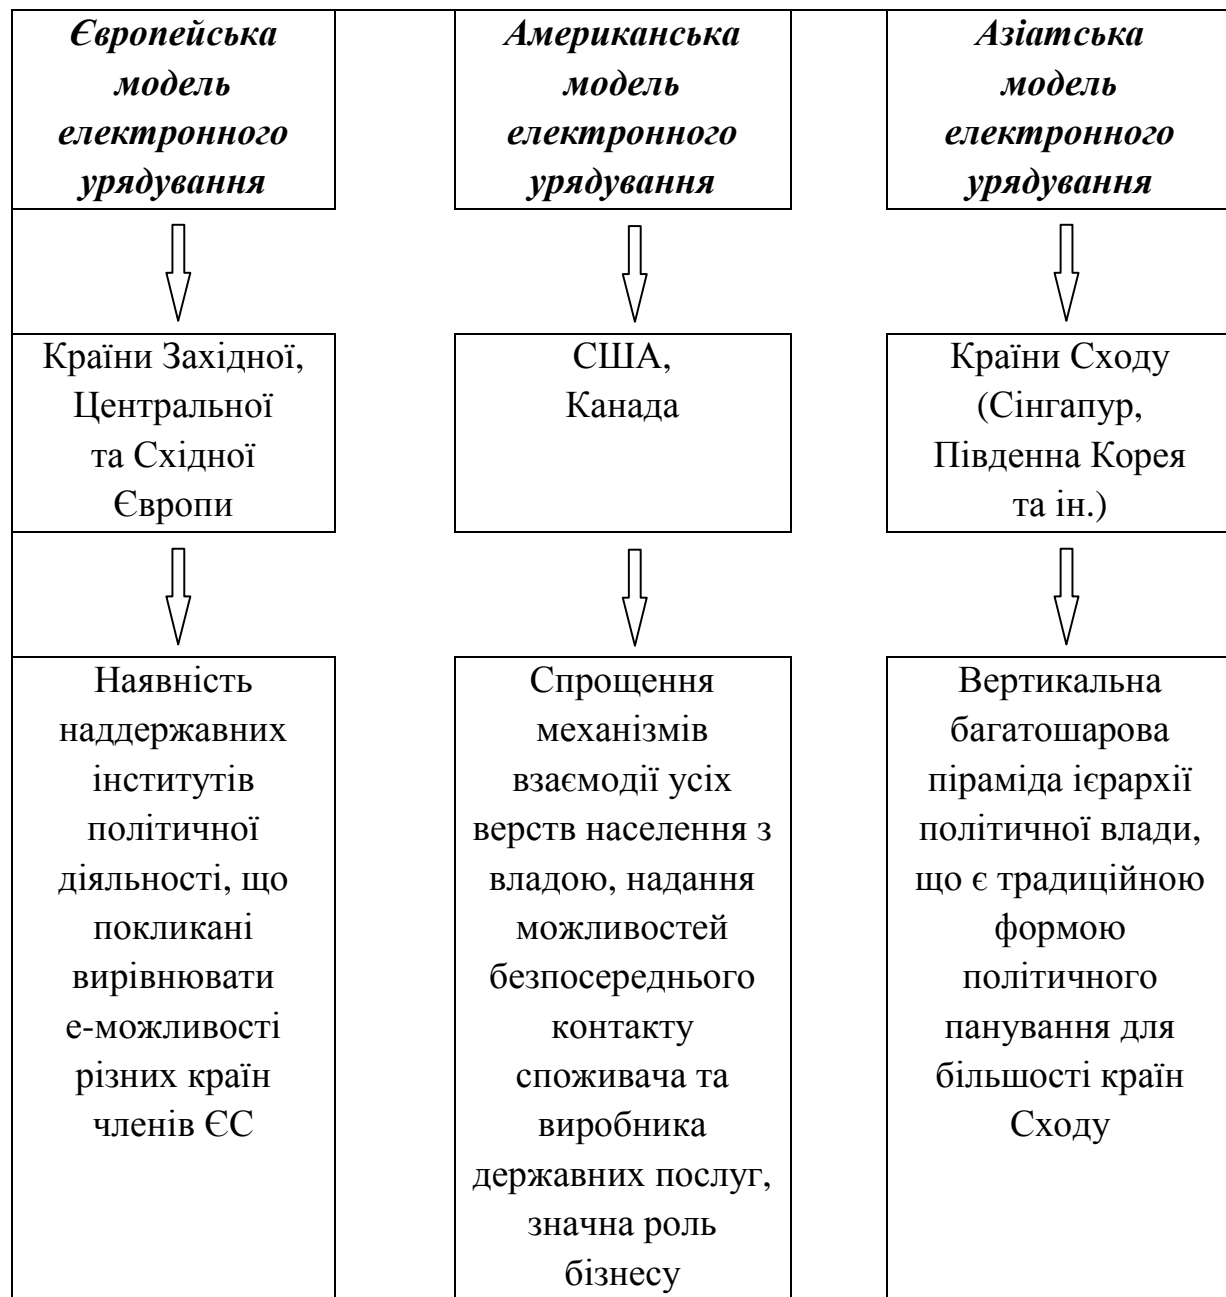 Європейська
модель
електронного
урядування
Американська
модель
електронного
урядування
Азіатська
модель
електронного
урядування
Країни Західної,
Центральної
та Східної
Європи
США,
Канада
Країни Сходу
(Сінгапур,
Південна Корея
та ін.)
Наявність
наддержавних
інститутів
політичної
діяльності, що
покликані
вирівнювати
е-можливості
різних країн
членів ЄС
Спрощення
механізмів
взаємодії усіх
верств населення з
владою, надання
можливостей
безпосереднього
контакту
споживача та
виробника
державних послуг,
значна роль
бізнесу
Вертикальна
багатошарова
піраміда ієрархії
політичної влади,
що є традиційною
формою
політичного
панування для
більшості країн
Сходу